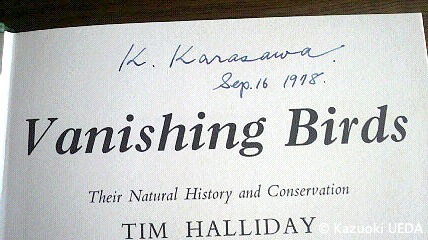 K. Karasawa.
Sep. 16 1978.
Vanishing Birds
Their Natural History and Conservation
TIM HALLIDAY
© Kazuoki UEDA